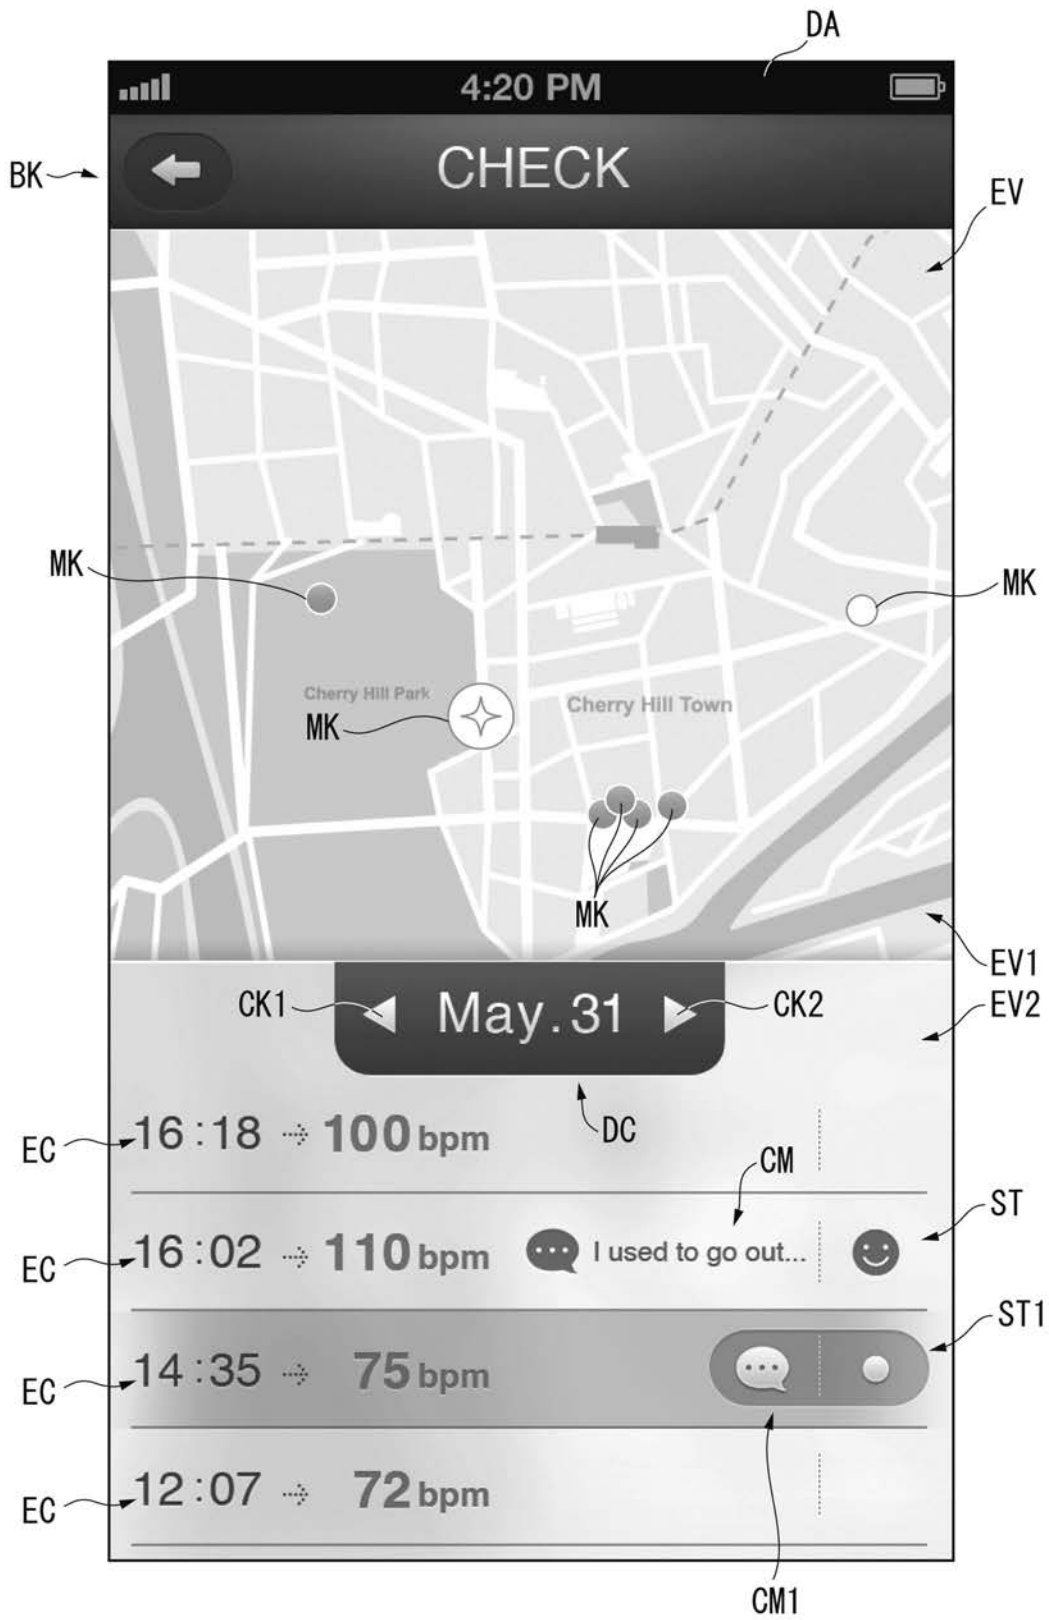 DA
4:20 PM
BK
CHECK
EV
MK
MK
Cherry Hill Park
Cherry Hill Town
MK
MK
EV1
CK1
May.31
CK2
EV2
DC
EC
16:18
100 bpm
CM
EC
16:02
110 bpm
I used to go out...
ST
EC
14:35
75 bpm
ST1
EC
12:07
72 bpm
CM1